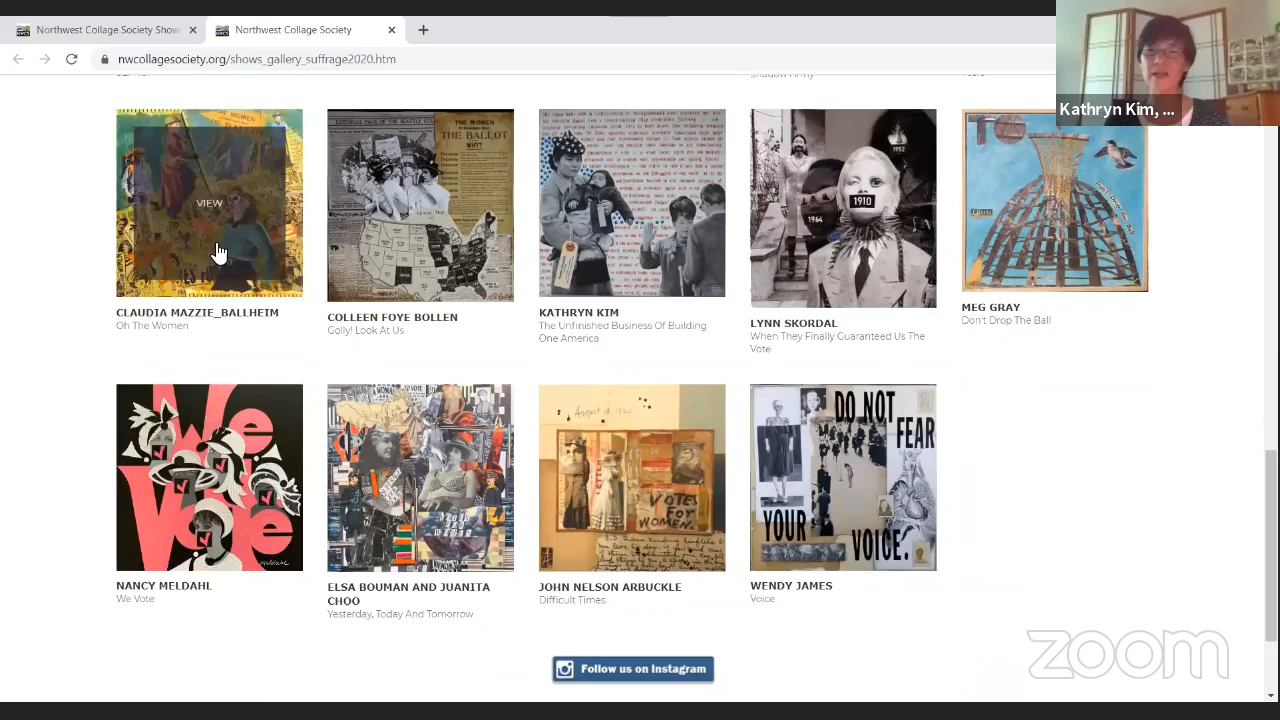 Northwest Collage Society Show
Northwest Collage Society
nwcollagesociety.org/shows_gallery_suffrage2020.htm
Kathryn Kim, ...
VIEW
THE WOMEN
THE BALLOT
WHY?
1952
1964
1910
CLAUDIA MAZZIE_BALLHEIM
Oh The Women
COLLEEN FOYE BOLLEN
Golly! Look At Us
KATHRYN KIM
The Unfinished Business Of Building
One America
LYNN SKORDAL
When They Finally Guaranteed Us The
Vote
MEG GRAY
Don't Drop The Ball
We
Vote
VOTES
FOR
WOMEN.
DO NOT
FEAR
YOUR
VOICE.
NANCY MELDAHL
We Vote
ELSA BOUMAN AND JUANITA
CHOO
Yesterday, Today And Tomorrow
JOHN NELSON ARBUCKLE
Difficult Times
WENDY JAMES
Voice
Follow us on Instagram
zoom